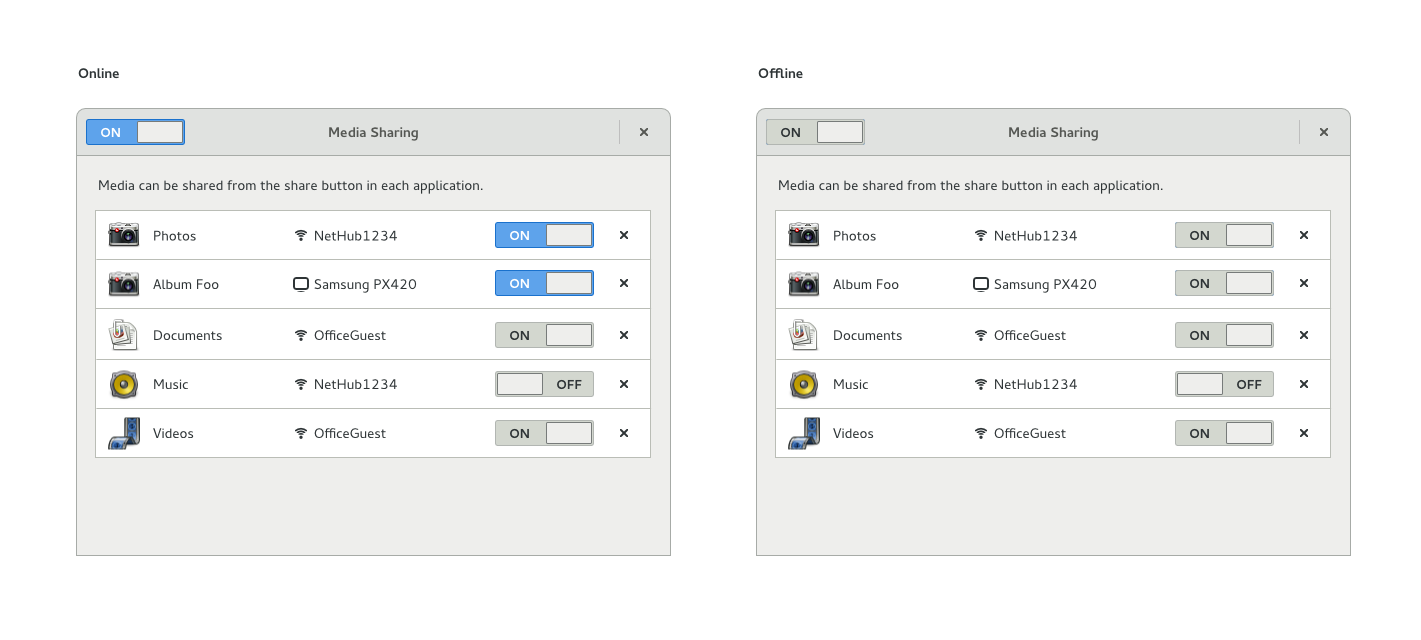 Online
ON Media Sharing
Media can be shared from the share button in each application.
Photos NetHub1234 ON
Album Foo Samsung PX420 ON
Documents OfficeGuest ON
Music NetHub1234 OFF
Videos OfficeGuest ON
Offline
ON Media Sharing
Media can be shared from the share button in each application.
Photos NetHub1234 ON
Album Foo Samsung PX420 ON
Documents OfficeGuest ON
Music NetHub1234 OFF
Videos OfficeGuest ON